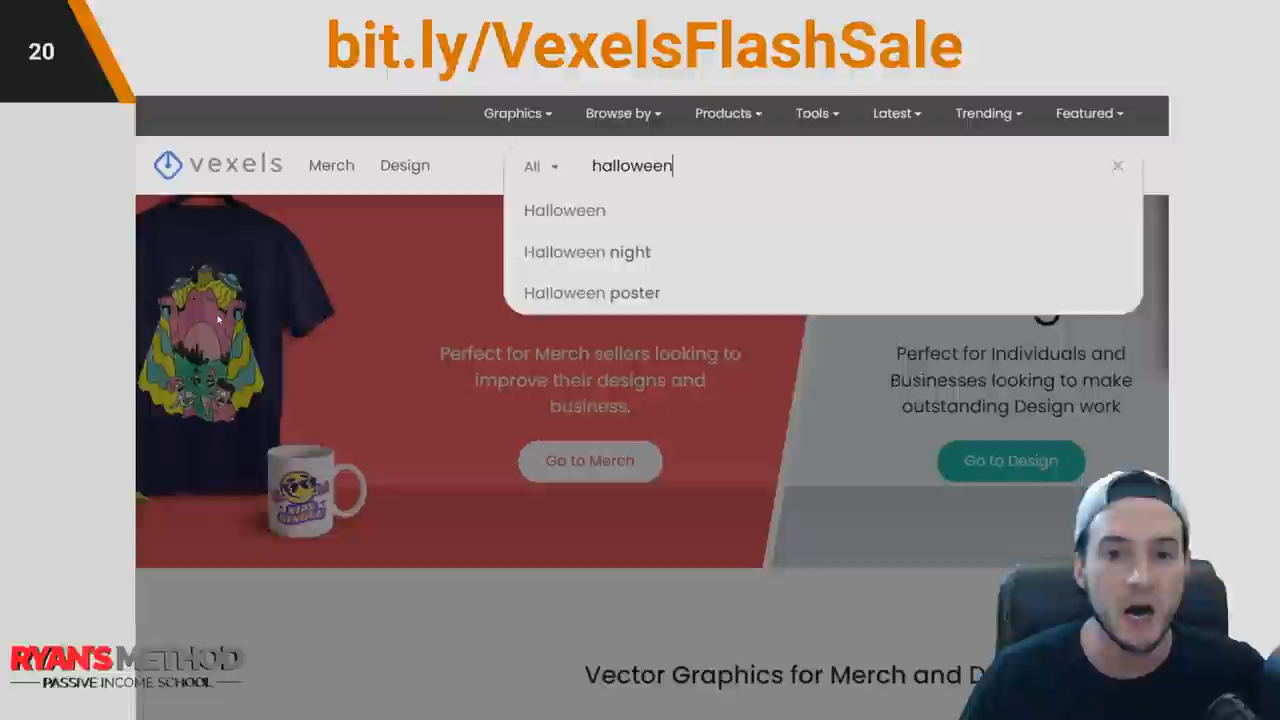 20
bit.ly/VexelsFlashSale
Graphics Browse by Products Tools Latest Trending Featured
vexels Merch Design
All halloween
Halloween
Halloween night
Halloween poster
Perfect for Merch sellers looking to
improve their designs and
business.
Go to Merch
Perfect for Individuals and
Businesses looking to make
outstanding Design work
Go to Design
RYAN'S METHOD
PASSIVE INCOME SCHOOL
Vector Graphics for Merch and D